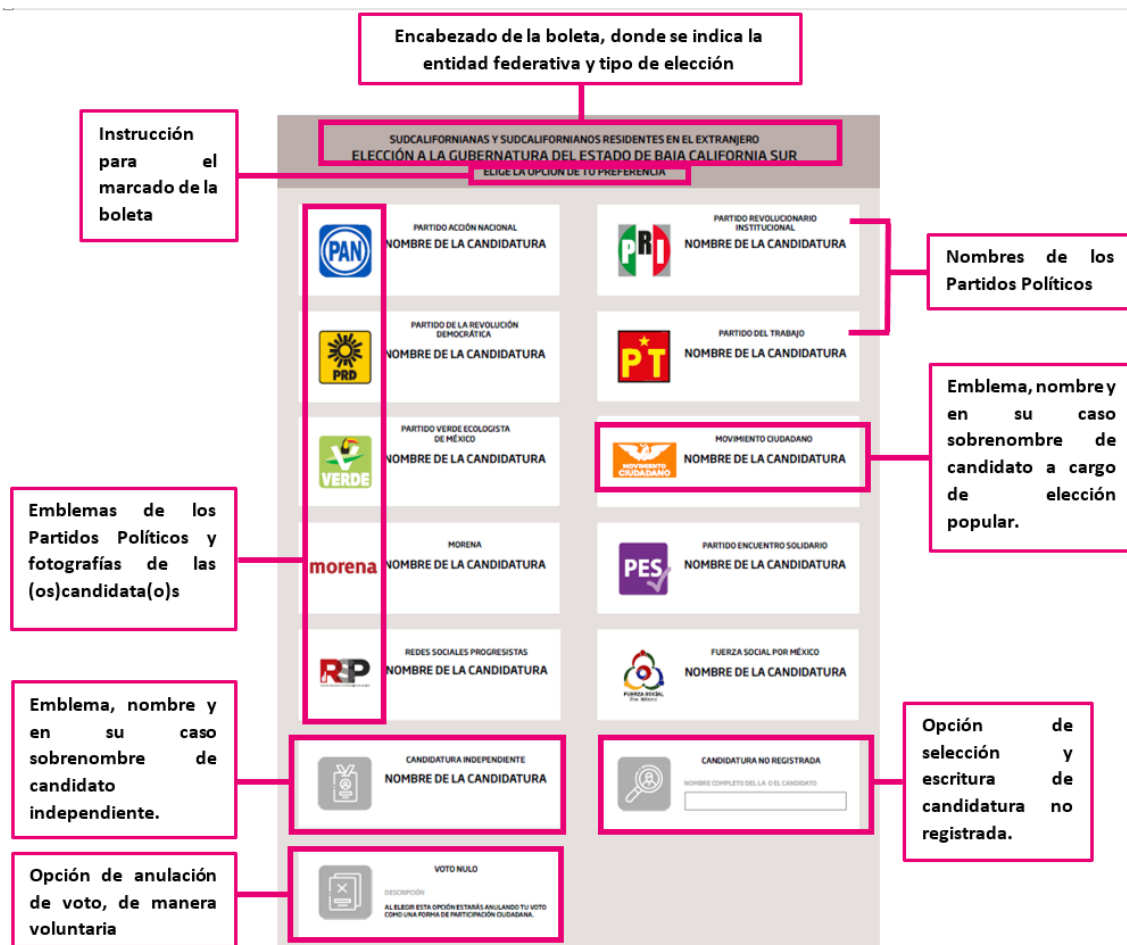 Encabezado de la boleta, donde se indica la
entidad federativa y tipo de elección
Instrucción
para el
marcado de la
boleta
SUDCALIFORNIANAS Y SUDCALIFORNIANOS RESIDENTES EN EL EXTRANJERO
ELECCIÓN A LA GUBERNATURA DEL ESTADO DE BAJA CALIFORNIA SUR
ELIGE LA OPCIÓN DE TU PREFERENCIA
PAN
PARTIDO ACCIÓN NACIONAL
NOMBRE DE LA CANDIDATURA
PRI
PARTIDO REVOLUCIONARIO
INSTITUCIONAL
NOMBRE DE LA CANDIDATURA
Nombres de los
Partidos Políticos
PRD
PARTIDO DE LA REVOLUCIÓN
DEMOCRÁTICA
NOMBRE DE LA CANDIDATURA
PT
PARTIDO DEL TRABAJO
NOMBRE DE LA CANDIDATURA
Emblema, nombre y
en su caso
sobrenombre de
candidato a cargo
de elección
popular.
VERDE
PARTIDO VERDE ECOLOGISTA
DE MÉXICO
NOMBRE DE LA CANDIDATURA
MOVIMIENTO
CIUDADANO
MOVIMIENTO CIUDADANO
NOMBRE DE LA CANDIDATURA
Emblemas de los
Partidos Políticos y
fotografías de las
(os)candidata(o)s
morena
MORENA
NOMBRE DE LA CANDIDATURA
PES
PARTIDO ENCUENTRO SOLIDARIO
NOMBRE DE LA CANDIDATURA
RSP
REDES SOCIALES PROGRESISTAS
NOMBRE DE LA CANDIDATURA
FUERZA SOCIAL
Por México
FUERZA SOCIAL POR MÉXICO
NOMBRE DE LA CANDIDATURA
Emblema, nombre y
en su caso
sobrenombre de
candidato
independiente.
CANDIDATURA INDEPENDIENTE
NOMBRE DE LA CANDIDATURA
CANDIDATURA NO REGISTRADA
NOMBRE COMPLETO DEL LA O EL CANDIDATO
Opción de
selección y
escritura de
candidatura no
registrada.
Opción de anulación
de voto, de manera
voluntaria
VOTO NULO
DESCRIPCIÓN
AL ELEGIR ESTA OPCIÓN ESTARÁS ANULANDO TU VOTO
COMO UNA FORMA DE PARTICIPACIÓN CIUDADANA.